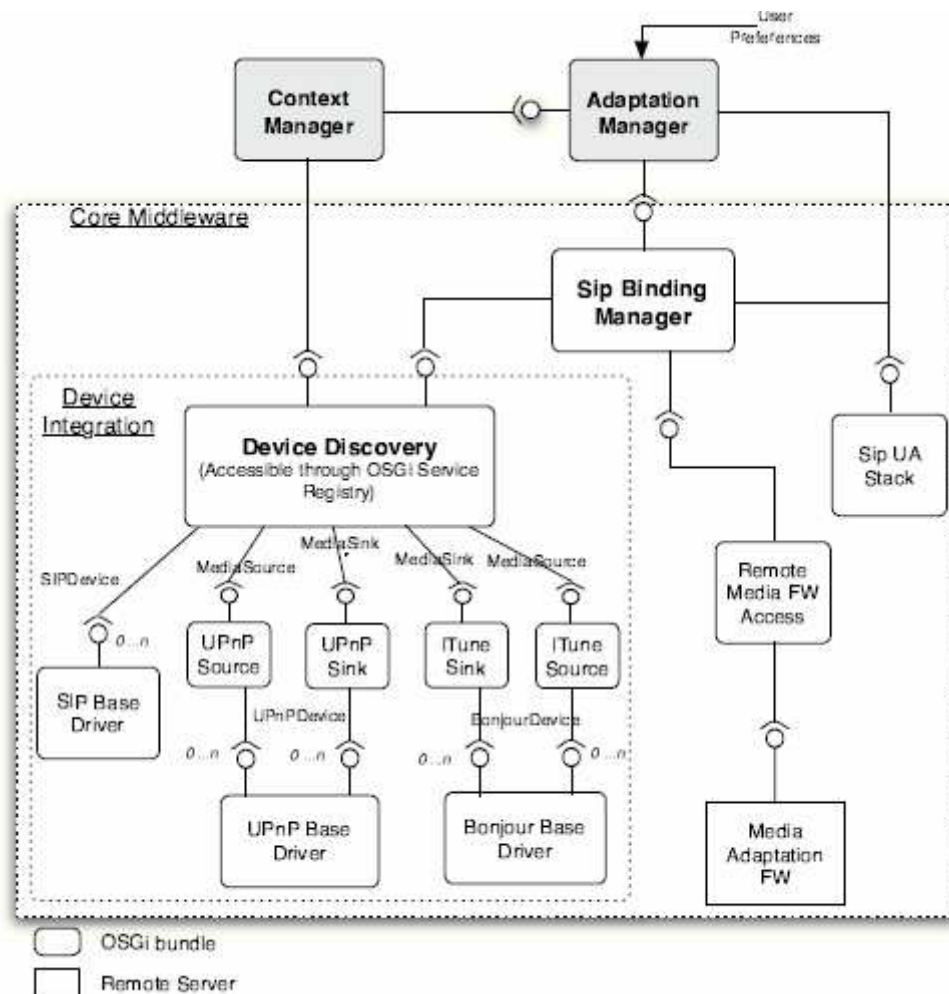 User
Preferences
Context
Manager
Adaptation
Manager
Core Middleware
Sip Binding
Manager
Device
Integration
Device Discovery
(Accessible through OSGi Service
Registry)
Sip UA
Stack
SIPDevice
MediaSource
MediaSink
MediaSink
MediaSource
Remote
Media FW
Access
0...n
UPnP
Source
UPnP
Sink
ITune
Sink
ITune
Source
SIP Base
Driver
UPnPDevice
BonjourDevice
0...n
0...n
0...n
0...n
UPnP Base
Driver
Bonjour Base
Driver
Media
Adaptation
FW
OSGi bundle
Remote Server